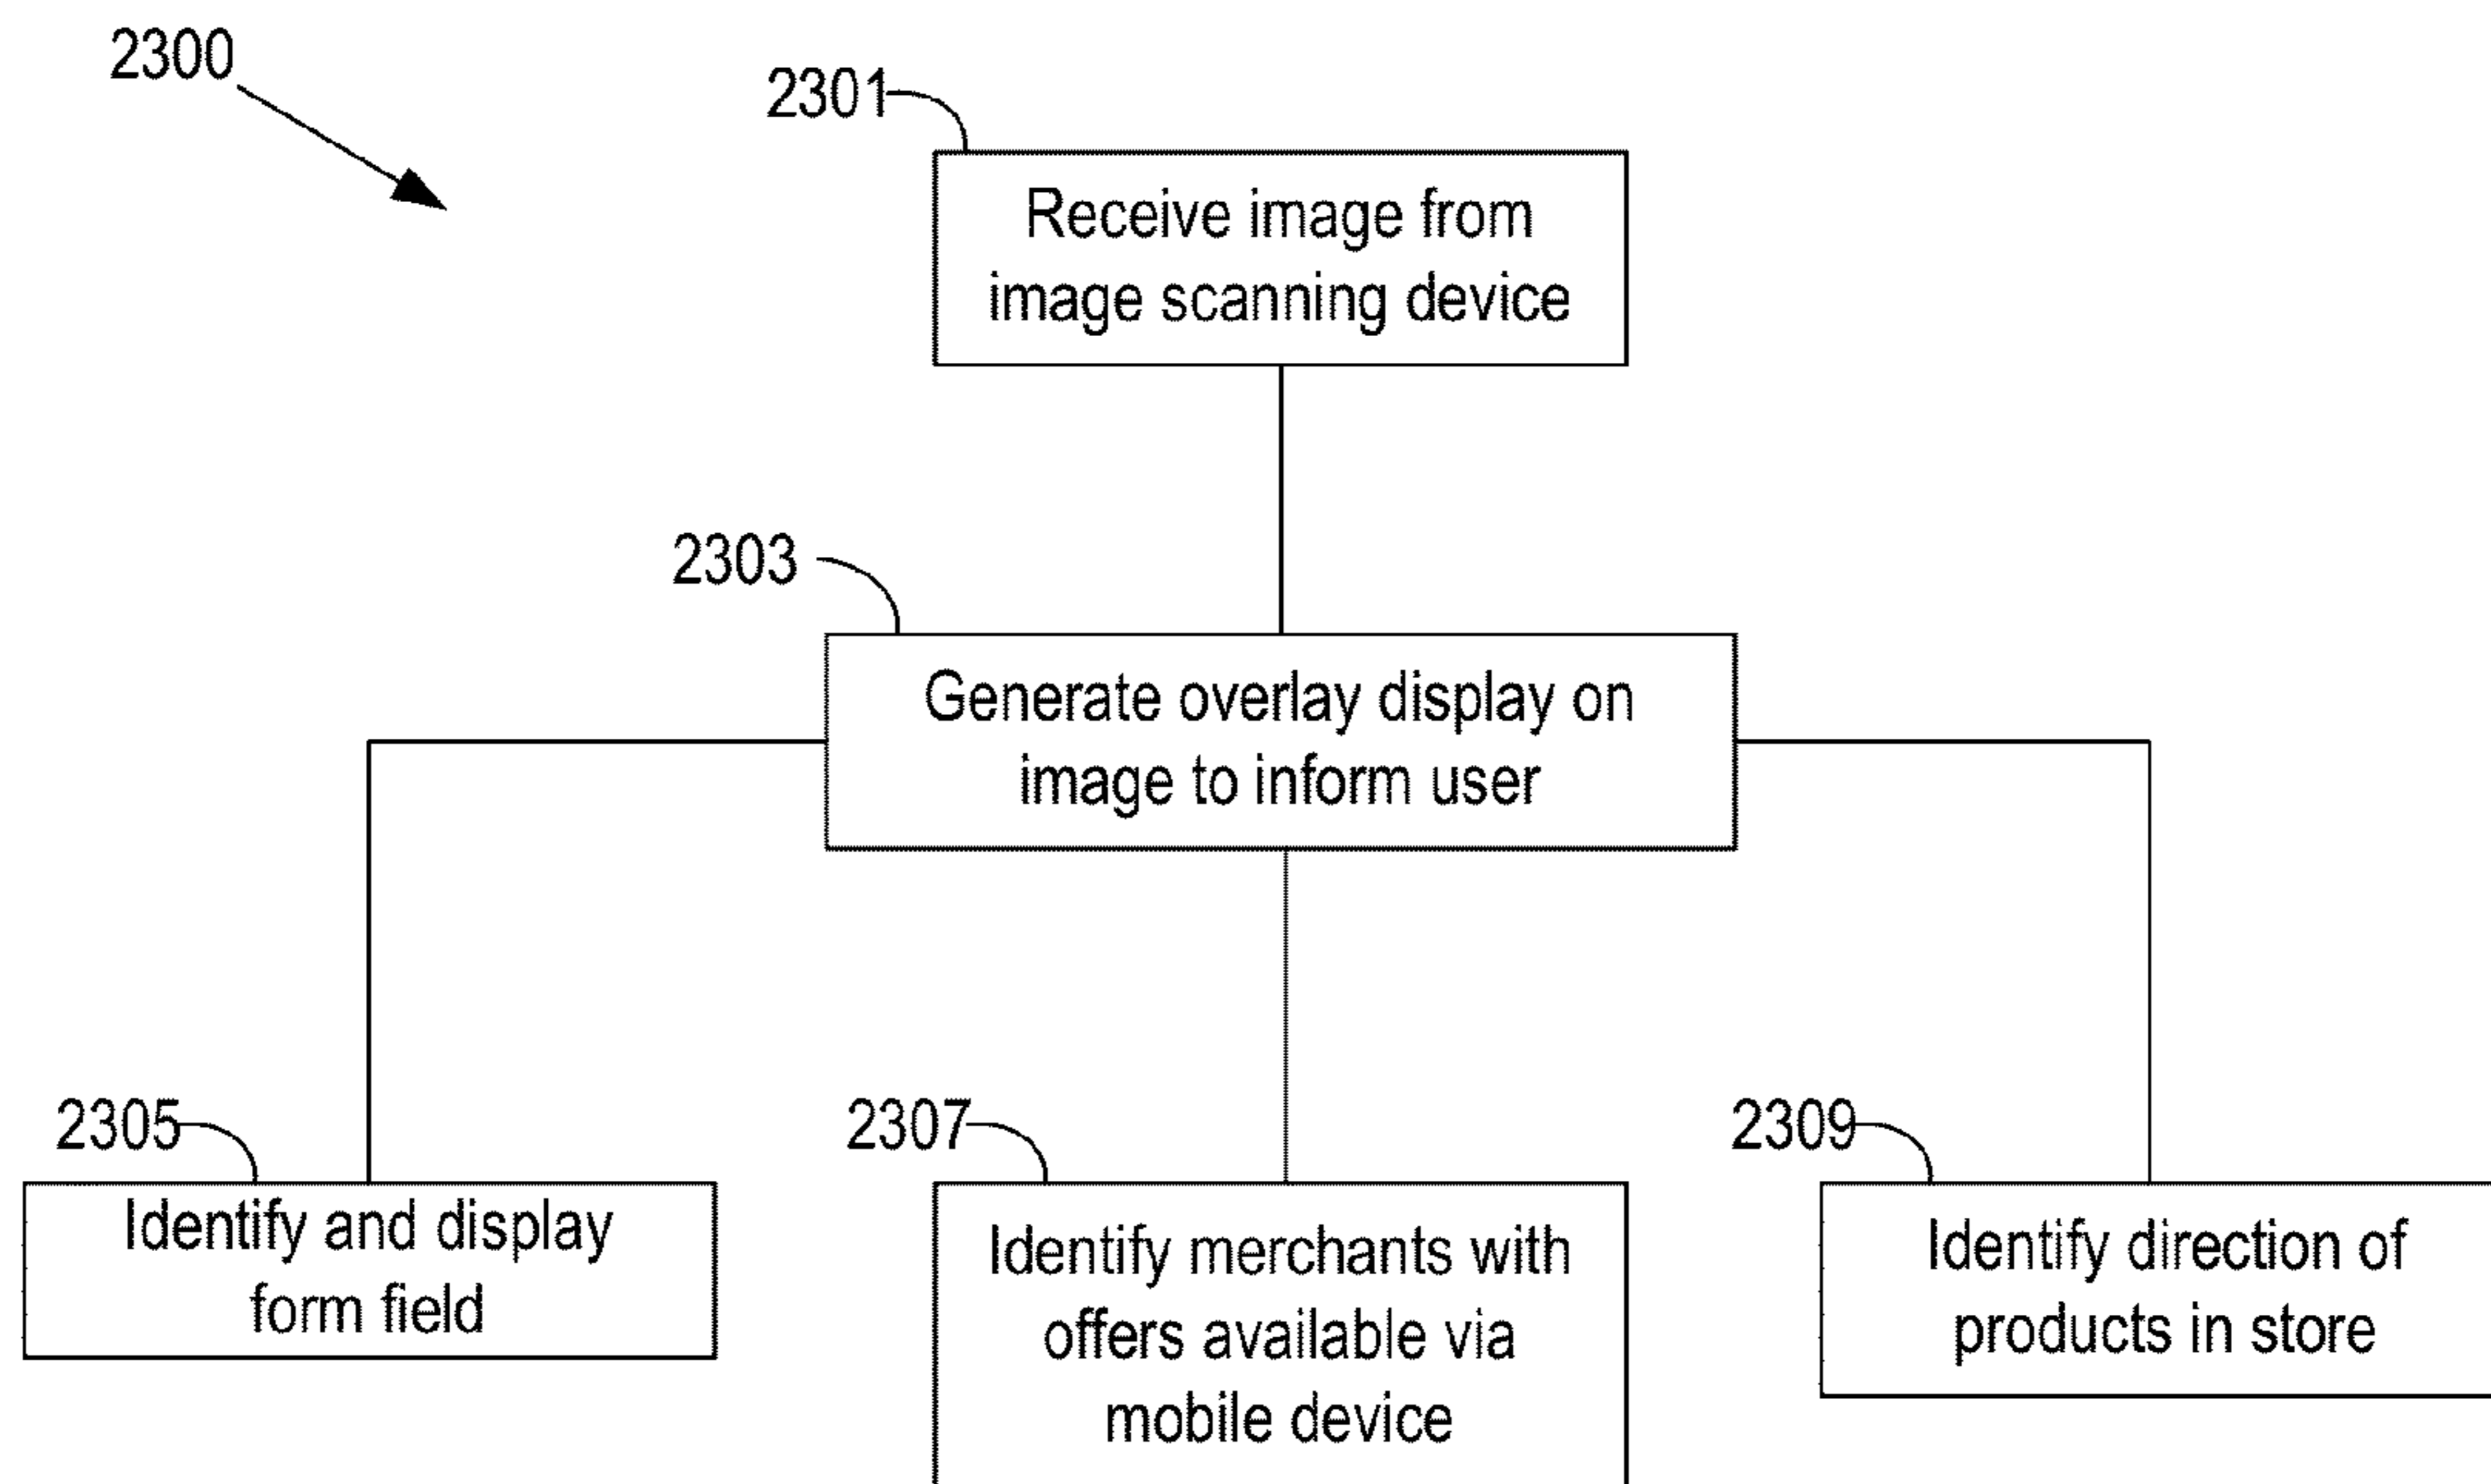 2300
2301
Receive image from
image scanning device
2303
Generate overlay display on
image to inform user
2305
Identify and display
form field
2307
Identify merchants with
offers available via
mobile device
2309
Identify direction of
products in store